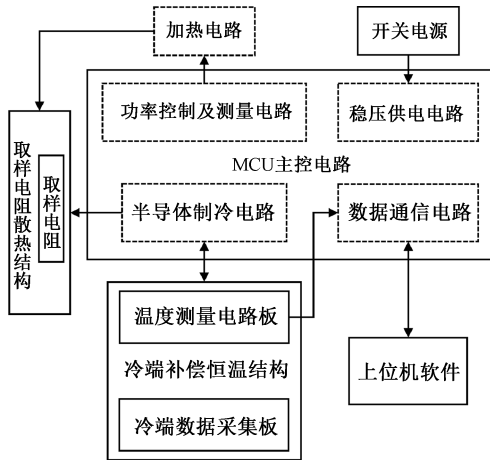 加热电路
开关电源
功率控制及测量电路
稳压供电电路
MCU主控电路
取样电阻散热结构
取样电阻
半导体制冷电路
数据通信电路
温度测量电路板
冷端补偿恒温结构
上位机软件
冷端数据采集板